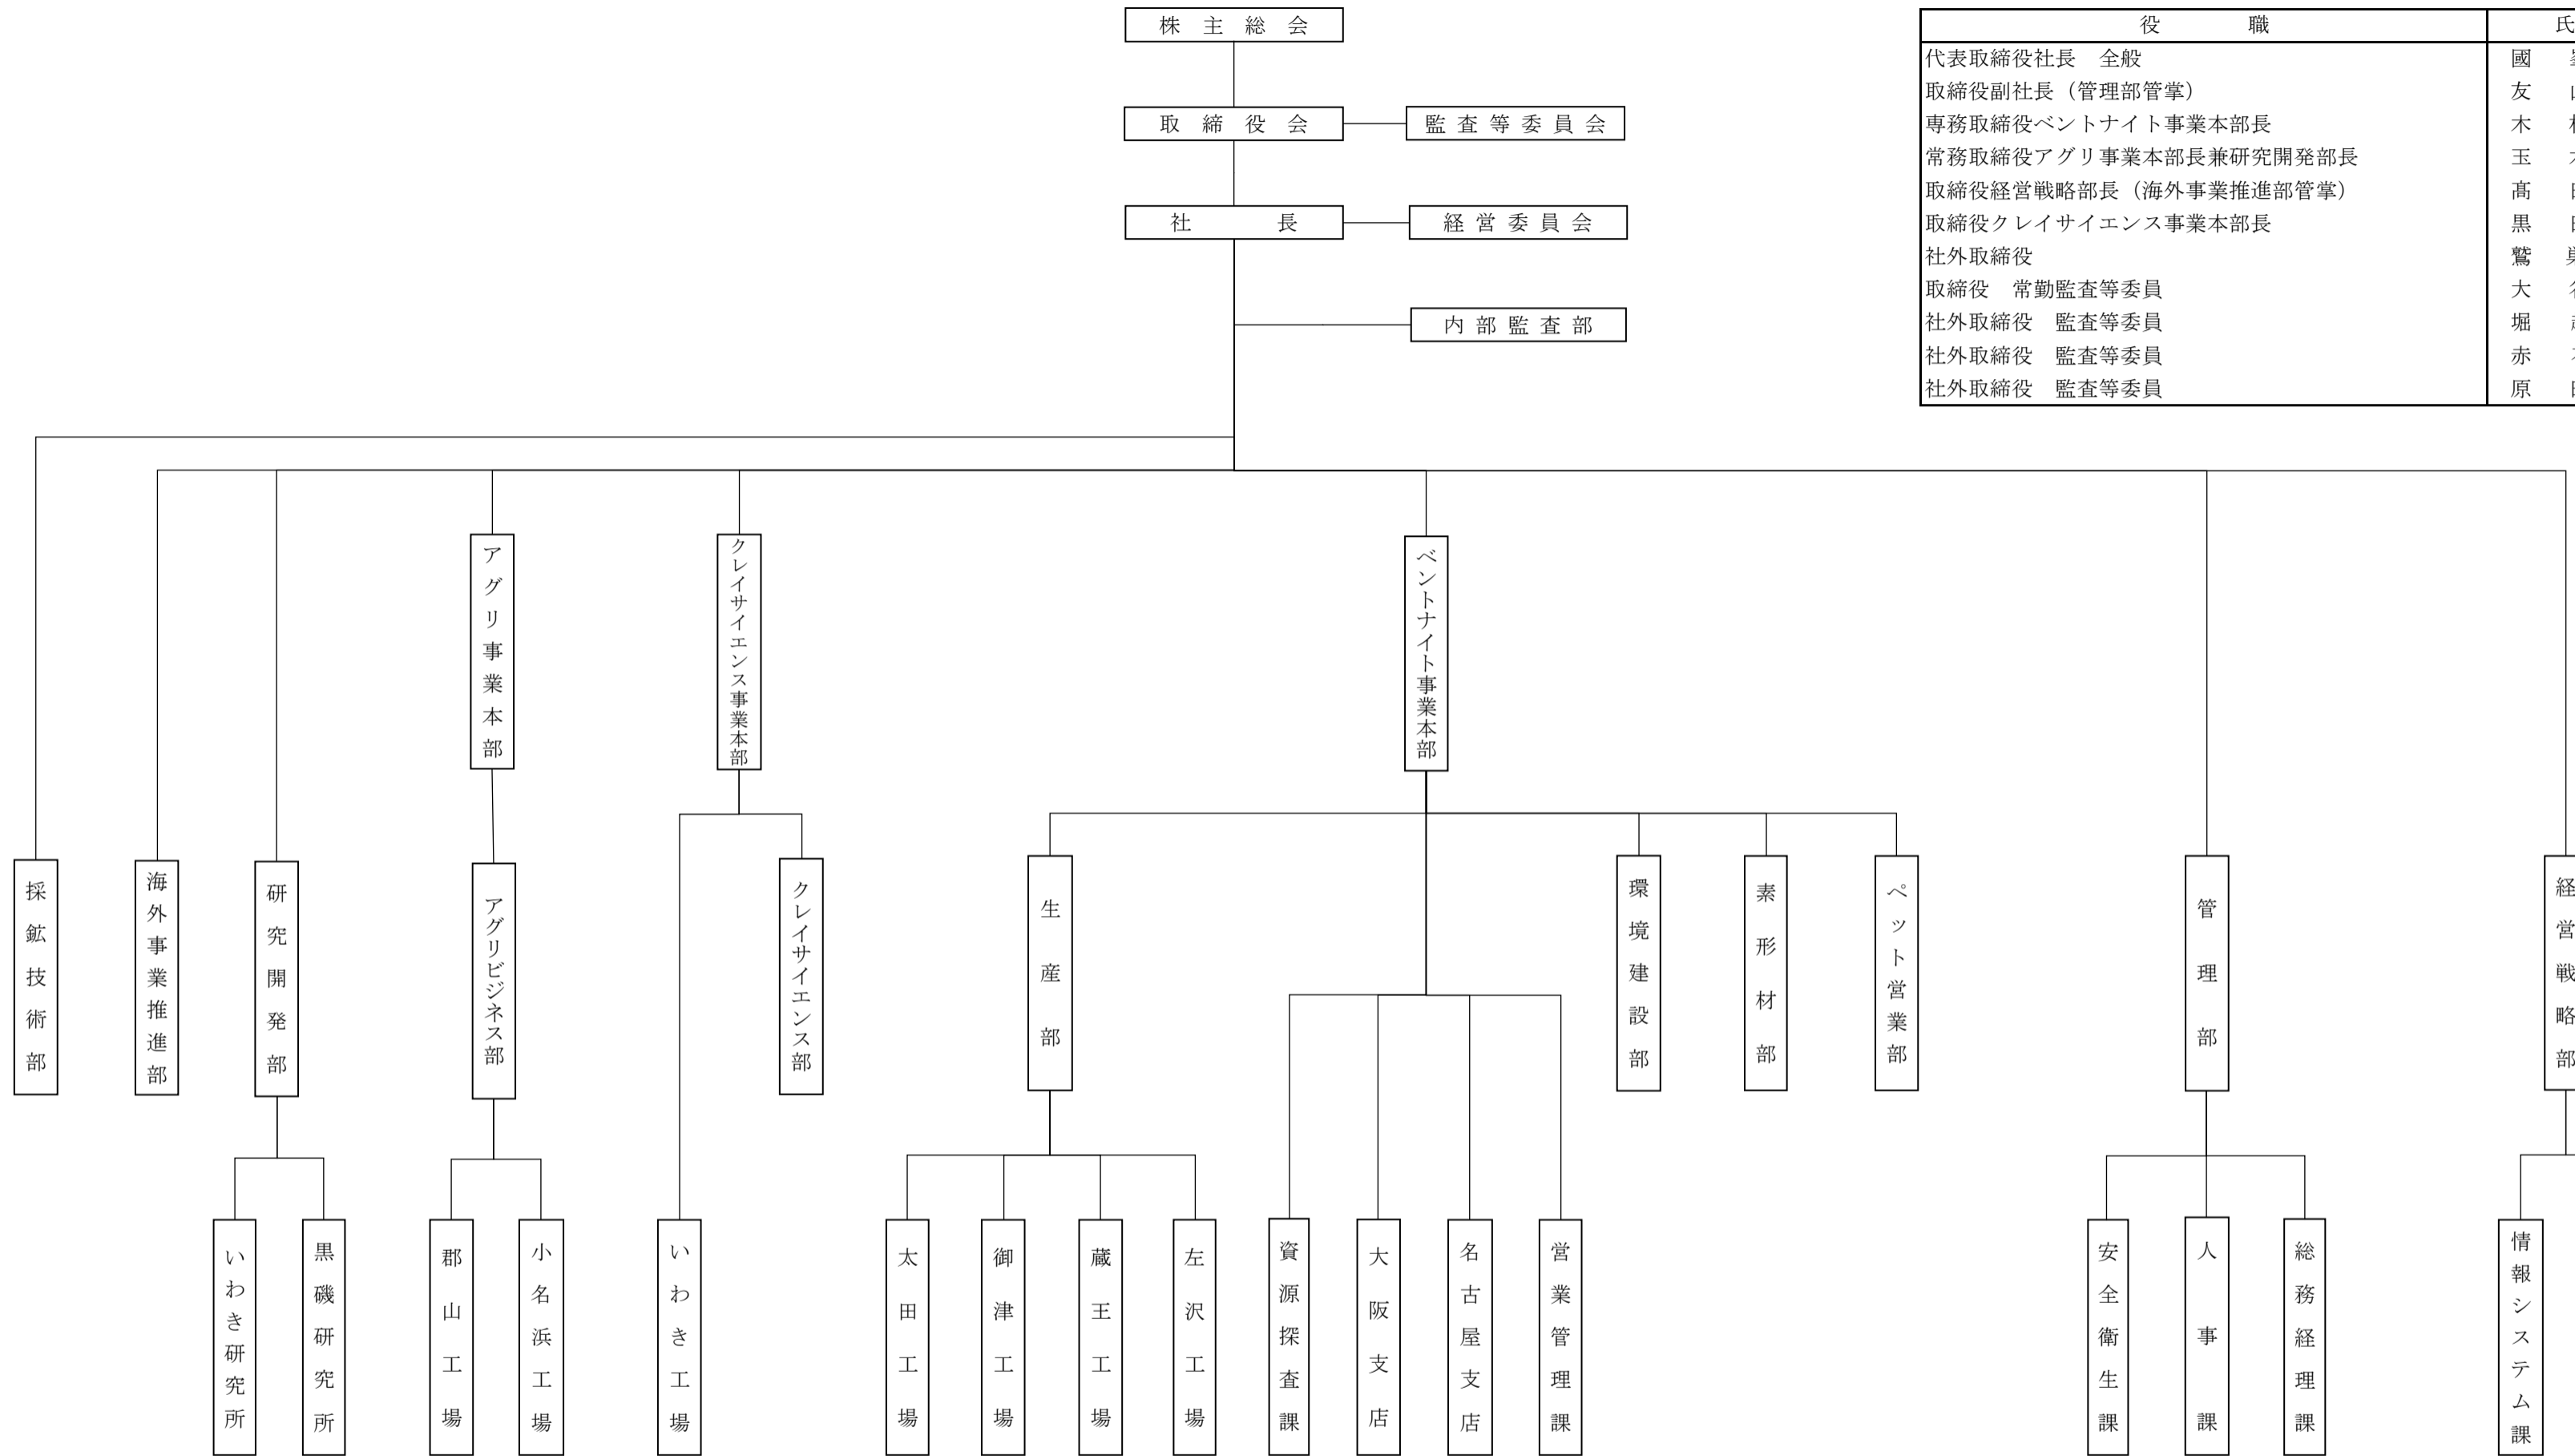 株主総会
取締役会
監査等委員会
社長
経営委員会
内部監査部
役職 氏
代表取締役社長 全般 國
取締役副社長（管理部管掌） 友
専務取締役ベントナイト事業本部長 木
常務取締役アグリ事業本部長兼研究開発部長 玉
取締役経営戦略部長（海外事業推進部管掌） 髙
取締役クレイサイエンス事業本部長 黒
社外取締役 鷲
取締役 常勤監査等委員 大
社外取締役 監査等委員 堀
社外取締役 監査等委員 赤
社外取締役 監査等委員 原
アグリ事業本部
クレイサイエンス事業本部
ベントナイト事業本部
採鉱技術部
海外事業推進部
研究開発部
アグリビジネス部
クレイサイエンス部
生産部
環境建設部
素形材部
ペット営業部
管理部
経営戦略部
いわき研究所
黒磯研究所
郡山工場
小名浜工場
いわき工場
太田工場
御津工場
蔵王工場
左沢工場
資源探査課
大阪支店
名古屋支店
営業管理課
安全衛生課
人事課
総務経理課
情報システム課